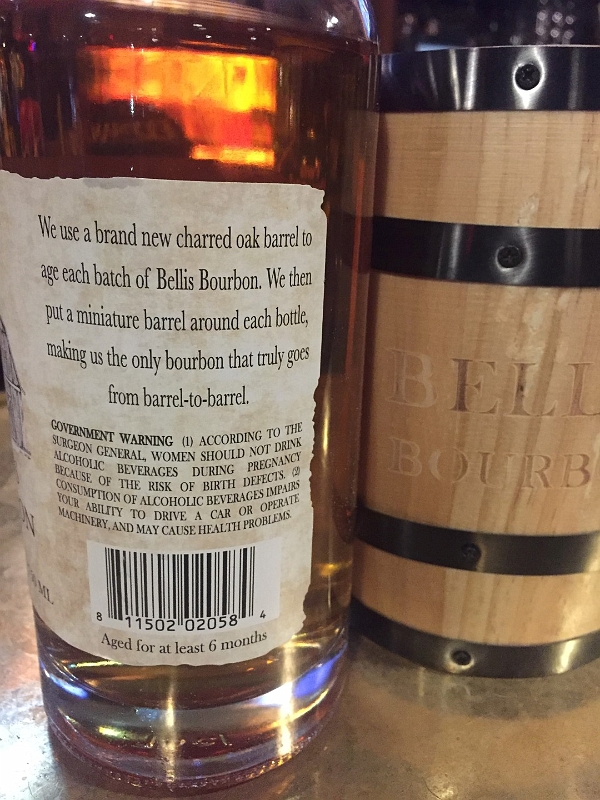 We use a brand new charred oak barrel to
age each batch of Bellis Bourbon. We then
put a miniature barrel around each bottle,
making us the only bourbon that truly goes
from barrel-to-barrel.
GOVERNMENT WARNING (1) ACCORDING TO THE
SURGEON GENERAL, WOMEN SHOULD NOT DRINK
ALCOHOLIC BEVERAGES DURING PREGNANCY
BECAUSE OF THE RISK OF BIRTH DEFECTS. (2)
CONSUMPTION OF ALCOHOLIC BEVERAGES IMPAIRS
YOUR ABILITY TO DRIVE A CAR OR OPERATE
MACHINERY, AND MAY CAUSE HEALTH PROBLEMS.
8 11502 02058 4
Aged for at least 6 months
ML
BELL
BOURB